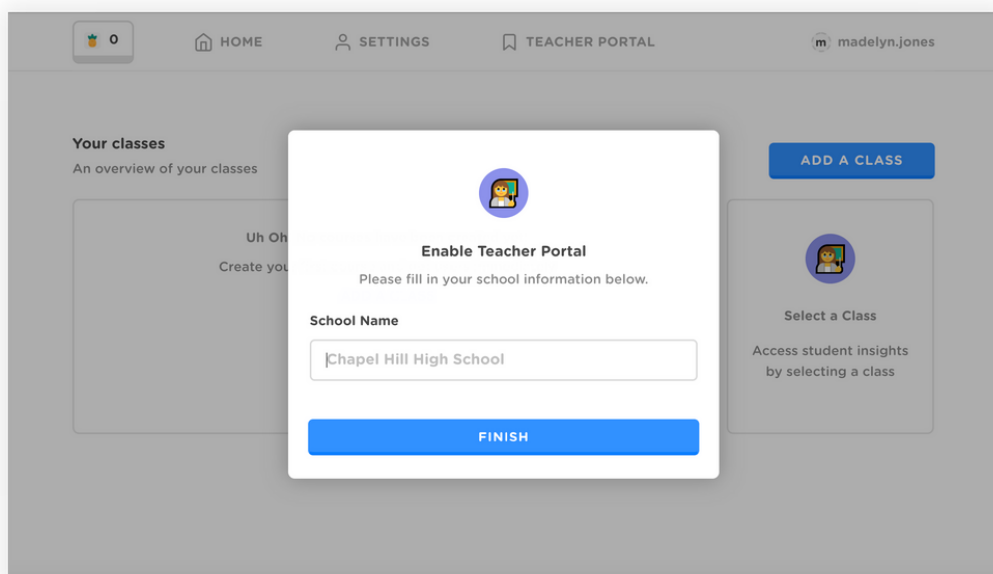 0
HOME
SETTINGS
TEACHER PORTAL
m madelyn.jones
Your classes
An overview of your classes
ADD A CLASS
Uh Oh
Create you
Enable Teacher Portal
Please fill in your school information below.
School Name
Chapel Hill High School
FINISH
Select a Class
Access student insights
by selecting a class